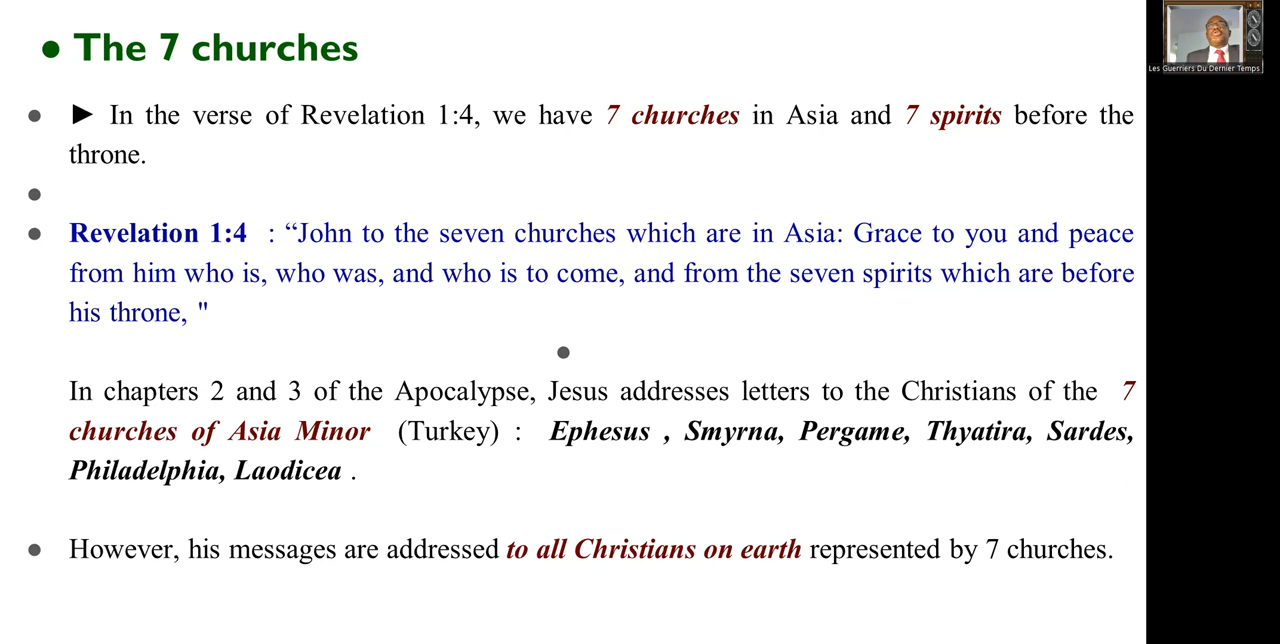 ● The 7 churches
Les Guerriers Du Dernier Temps
● ► In the verse of Revelation 1:4, we have 7 churches in Asia and 7 spirits before the
throne.
●
● Revelation 1:4 : “John to the seven churches which are in Asia: Grace to you and peace
from him who is, who was, and who is to come, and from the seven spirits which are before
his throne, "
●
In chapters 2 and 3 of the Apocalypse, Jesus addresses letters to the Christians of the 7
churches of Asia Minor (Turkey) : Ephesus , Smyrna, Pergame, Thyatira, Sardes,
Philadelphia, Laodicea .
● However, his messages are addressed to all Christians on earth represented by 7 churches.